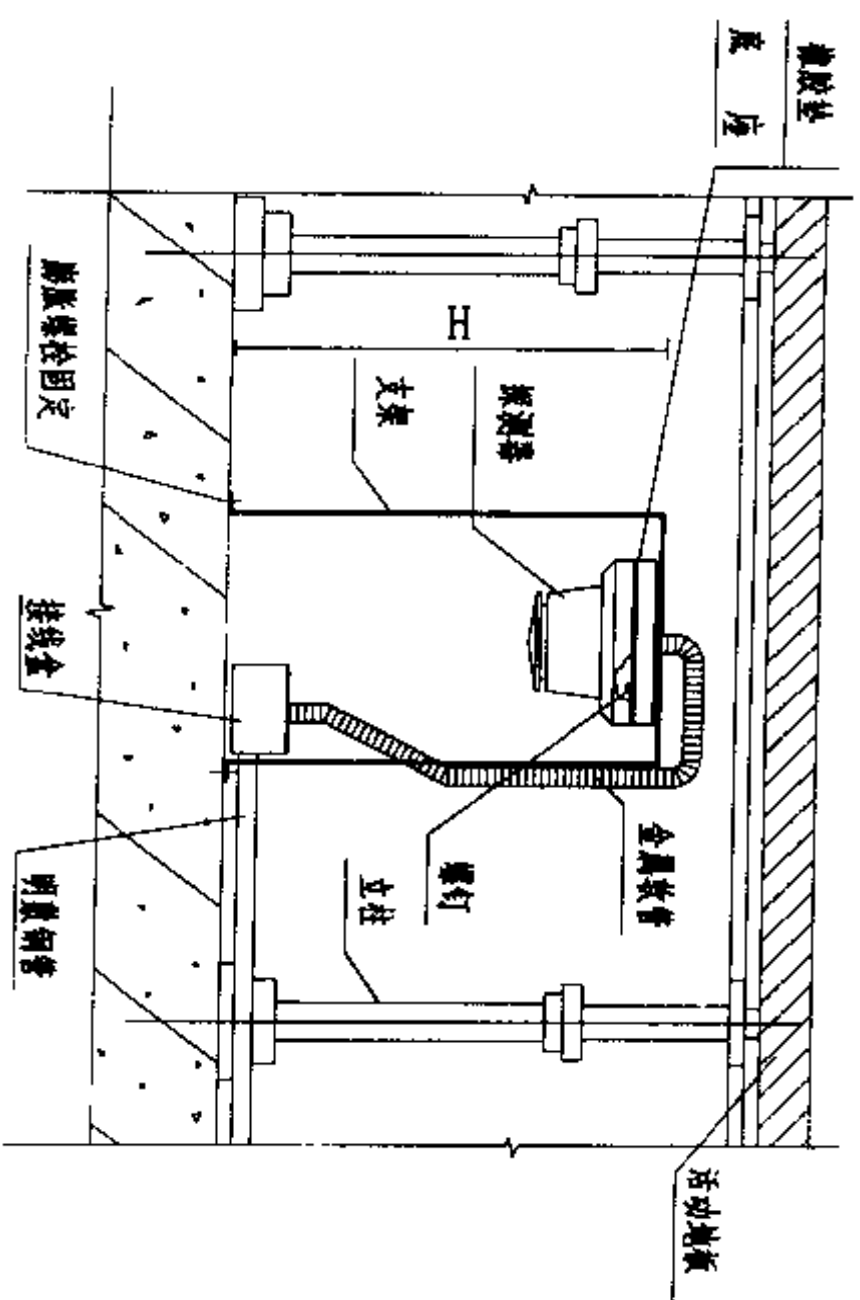 橡胶垫
底 座
活动地板
探测器
支架
H
金属软管
螺钉
立柱
膨胀螺栓固定
接线盒
明敷钢管